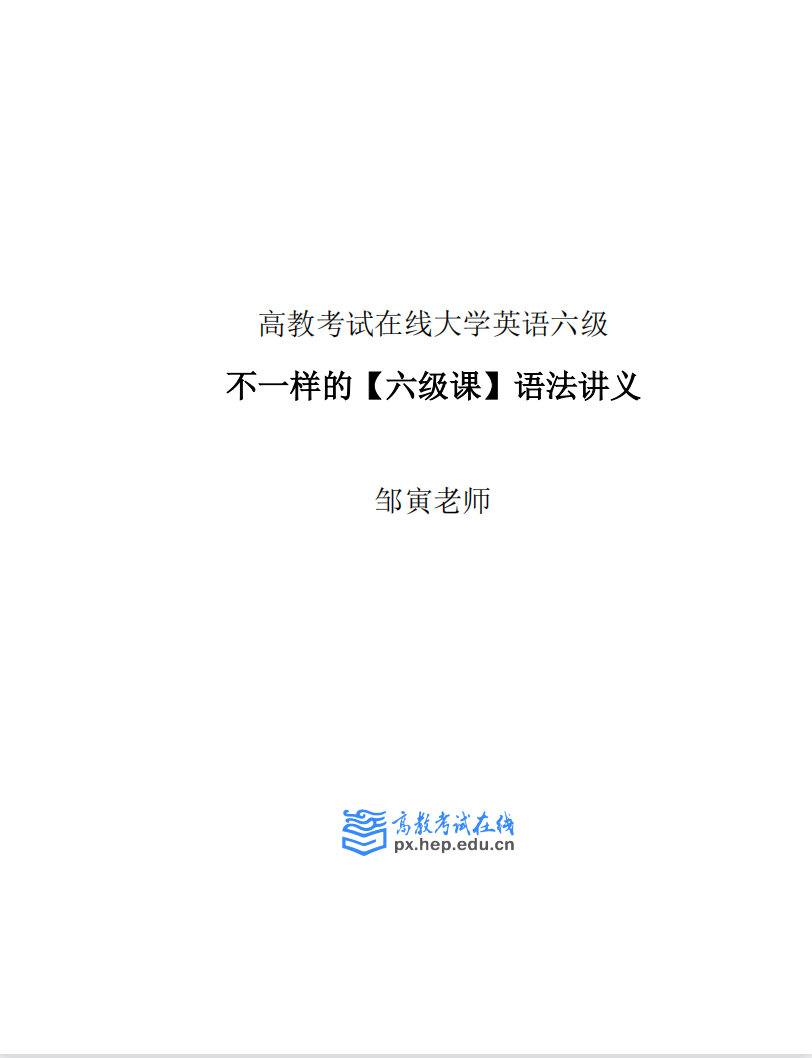 高教考试在线大学英语六级
不一样的【六级课】语法讲义
邹寅老师
高教考试在线
px.hep.edu.cn